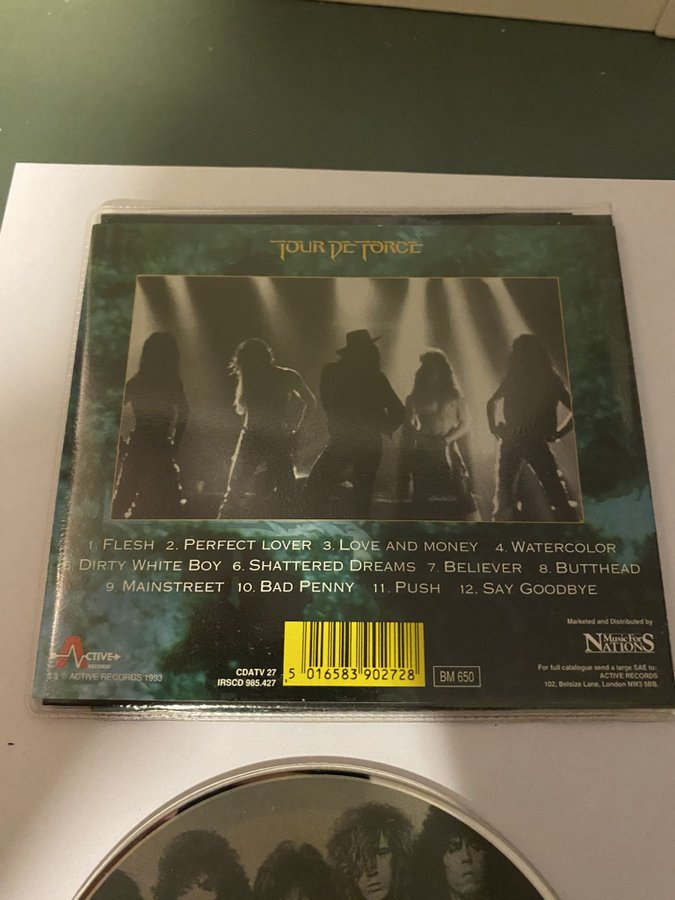 TOUR DE FORCE
1. FLESH 2. PERFECT LOVER 3. LOVE AND MONEY 4. WATERCOLOR
5. DIRTY WHITE BOY 6. SHATTERED DREAMS 7. BELIEVER 8. BUTTHEAD
9. MAINSTREET 10. BAD PENNY 11. PUSH 12. SAY GOODBYE
Marketed and Distributed by
Music For
NATIONS
For full catalogue send a large SAE to:
ACTIVE RECORDS
102, Belsize Lane, London NW3 5BB.
ACTIVE
RECORDS
℗ & © ACTIVE RECORDS 1993
CDATV 27
IRSCD 985.427
5 016583 902728
BM 650